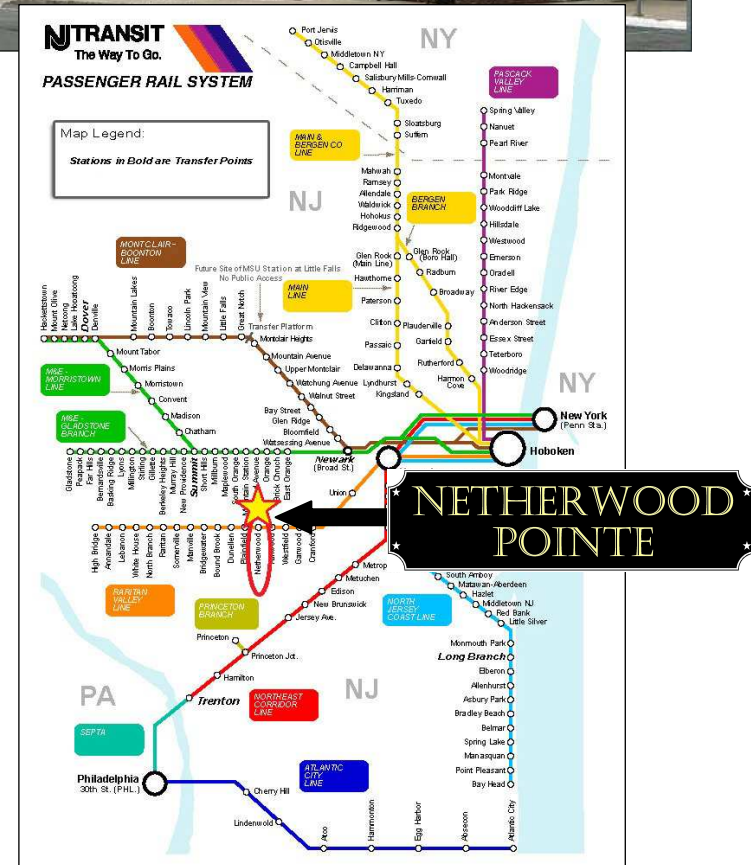 NJTRANSIT
The Way To Go.
PASSENGER RAIL SYSTEM
Map Legend:
Stations in Bold are Transfer Points
NY
Port Jervis
Otisville
Middletown NY
Campbell Hall
Salisbury Mills-Cornwall
Harriman
Tuxedo
Sloatsburg
Suffern
MAIN &
BERGEN CO
LINE
Mahwah
Ramsey
Allendale
Waldwick
Hohokus
Ridgewood
BERGEN
BRANCH
Glen Rock
(Main Line)
Glen Rock
(Boro Hall)
Hawthorne
Radburn
MAIN
LINE
Paterson
Broadway
Clifton
Plauderville
Passaic
Garfield
Delawanna
Rutherford
Lyndhurst
Harmon
Cove
Kingsland
PASCACK
VALLEY
LINE
Spring Valley
Nanuet
Pearl River
Montvale
Park Ridge
Woodcliff Lake
Hillsdale
Westwood
Emerson
Oradell
River Edge
North Hackensack
Anderson Street
Essex Street
Teterboro
Woodridge
NJ
NY
MONTCLAIR-
BOONTON
LINE
Future Site of MSU Station at Little Falls
No Public Access
Transfer Platform
Hackettstown
Mount Olive
Netcong
Lake Hopatcong
Dover
Denville
Mountain Lakes
Boonton
Towaco
Lincoln Park
Mountain View
Little Falls
Great Notch
Montclair Heights
Mountain Avenue
Upper Montclair
Watchung Avenue
Walnut Street
Bay Street
Glen Ridge
Bloomfield
Watsessing Avenue
Newark
(Broad St.)
M&E -
MORRISTOWN
LINE
Mount Tabor
Morris Plains
Morristown
Convent
Madison
Chatham
M&E -
GLADSTONE
BRANCH
Gladstone
Peapack
Far Hills
Bernardsville
Basking Ridge
Lyons
Millington
Stirling
Gillette
Berkeley Heights
Murray Hill
New Providence
Summit
Short Hills
Millburn
Maplewood
South Orange
Mountain Station
Avenue
Orange
Brick Chruch
East Orange
New York
(Penn Sta.)
Hoboken
NETHERWOOD
POINTE
Union
High Bridge
Annandale
Lebanon
White House
North Branch
Raritan
Somerville
Manville
Bridgewater
Bound Brook
Dunellen
Plainfield
Netherwood
Westfield
Garwood
Cranford
RARITAN
VALLEY
LINE
PRINCETON
BRANCH
Metrop
Metuchen
Edison
New Brunswick
Jersey Ave.
Princeton
Princeton Jct.
Hamilton
Trenton
NORTHEAST
CORRIDOR
LINE
NORTH
JERSEY
COAST LINE
South Amboy
Matawan-Aberdeen
Hazlet
Middletown NJ
Red Bank
Little Silver
Monmouth Park
Long Branch
Elberon
Allenhurst
Asbury Park
Bradley Beach
Belmar
Spring Lake
Manasquan
Point Pleasant
Bay Head
PA
NJ
SEPTA
Philadelphia
30th St. (PHL.)
ATLANTIC
CITY
LINE
Cherry Hill
Lindenwold
Atco
Hammonton
Egg Harbor
Absecon
Atlantic City